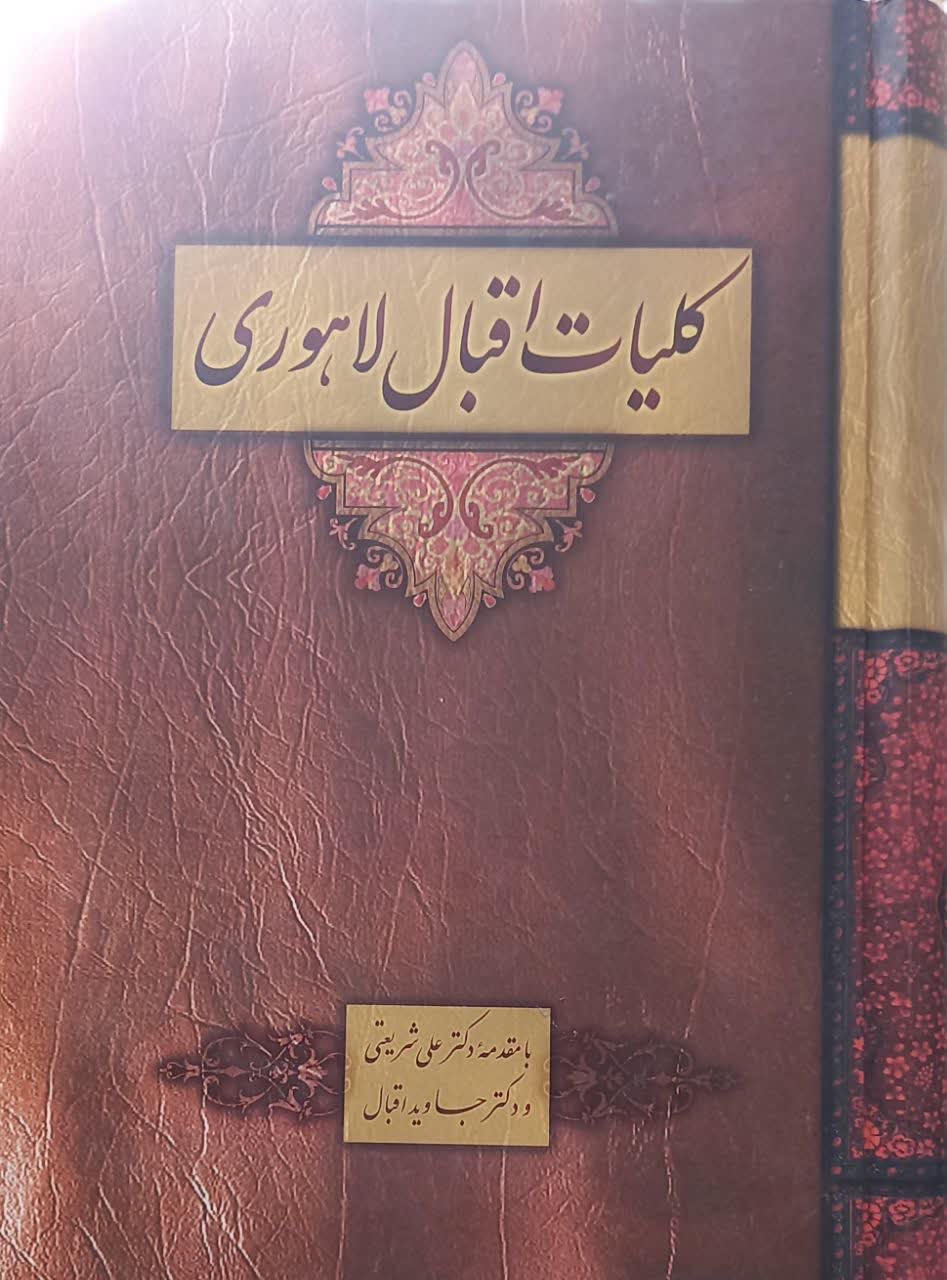 کلیات اقبال لاهوری
با مقدمهٔ دکتر علی شریعتی
و دکتر جاوید اقبال